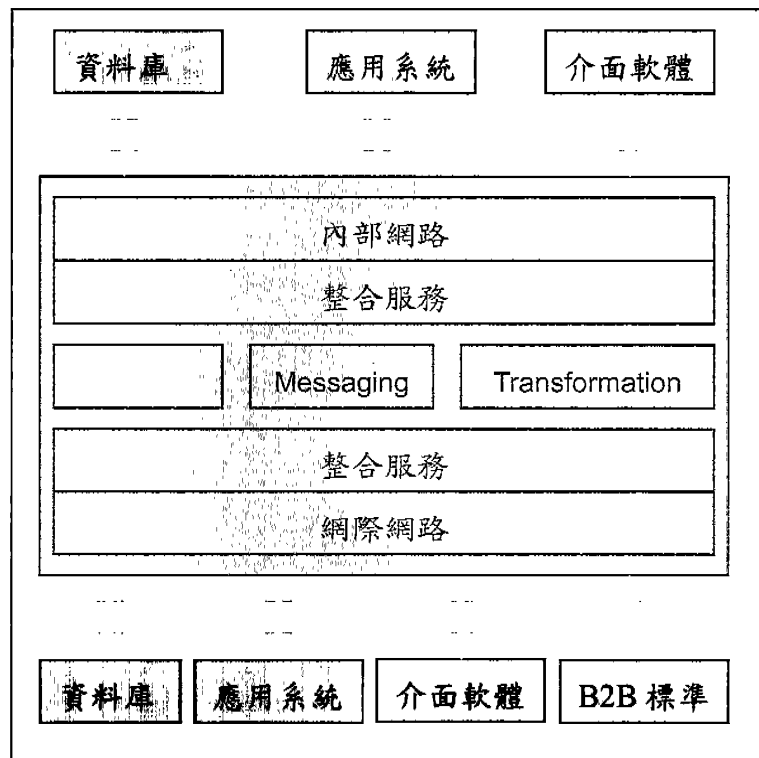 資料庫 應用系統 介面軟體
內部網路
整合服務
Messaging Transformation
整合服務
網際網路
資料庫 應用系統 介面軟體 B2B 標準